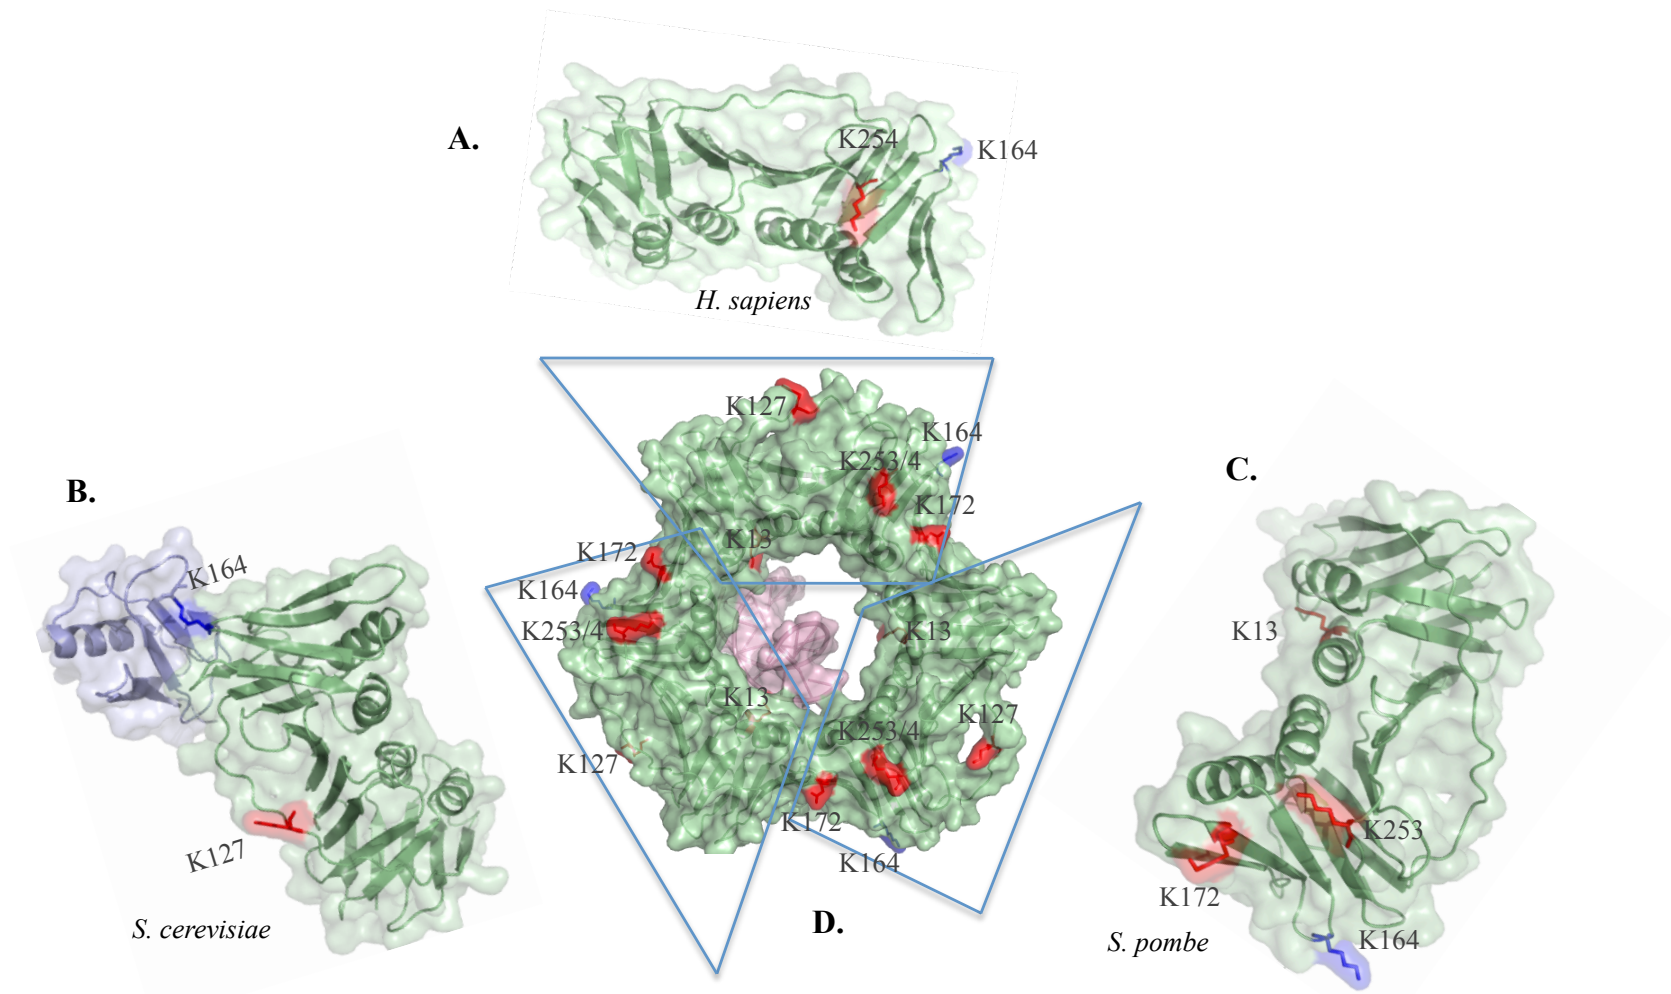 A.
K254
K164
H. sapiens
B.
K164
K127
S. cerevisiae
C.
K13
K253
K172
K164
S. pombe
K127
K164
K253/4
K172
K13
K172
K164
K253/4
K13
K13
K253/4
K127
K127
K172
K164
D.